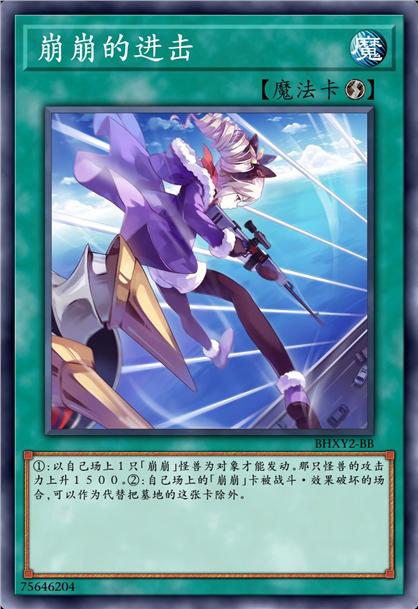 崩崩的进击
魔
【魔法卡】
BHXY2-BB
①:以自己场上1只｢崩崩｣怪兽为对象才能发动。那只怪兽的攻击
力上升1500。②:自己场上的｢崩崩｣卡被战斗·效果破坏的场
合,可以作为代替把墓地的这张卡除外。
75646204